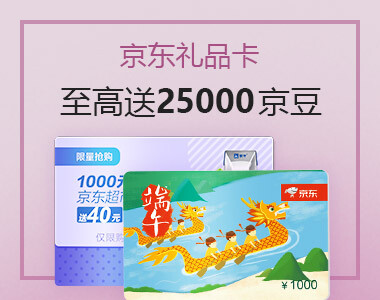 京东礼品卡
至高送25000京豆
限量抢购
1000元
京东超
送40元
仅限购
端午
京东
¥1000